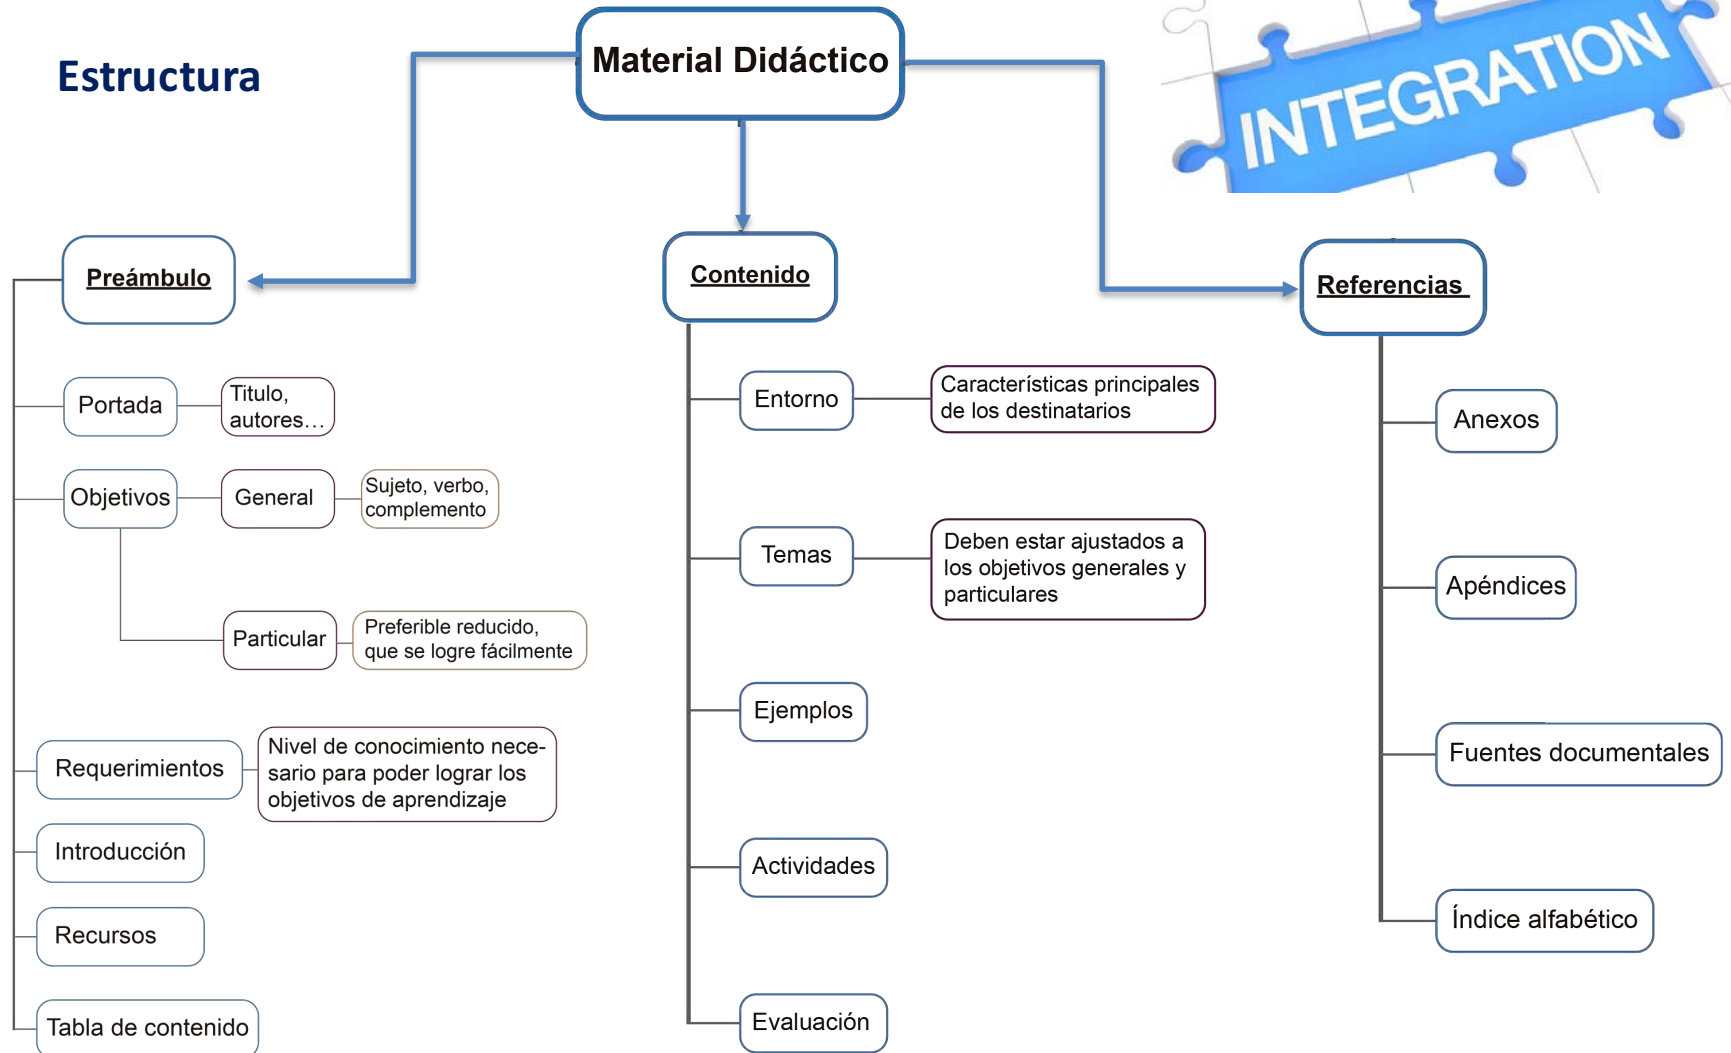 Estructura
Material Didáctico
INTEGRATION
Preámbulo
Portada
Titulo,
autores…
Objetivos
General
Sujeto, verbo,
complemento
Particular
Preferible reducido,
que se logre fácilmente
Requerimientos
Nivel de conocimiento nece-
sario para poder lograr los
objetivos de aprendizaje
Introducción
Recursos
Tabla de contenido
Contenido
Entorno
Características principales
de los destinatarios
Temas
Deben estar ajustados a
los objetivos generales y
particulares
Ejemplos
Actividades
Evaluación
Referencias
Anexos
Apéndices
Fuentes documentales
Índice alfabético